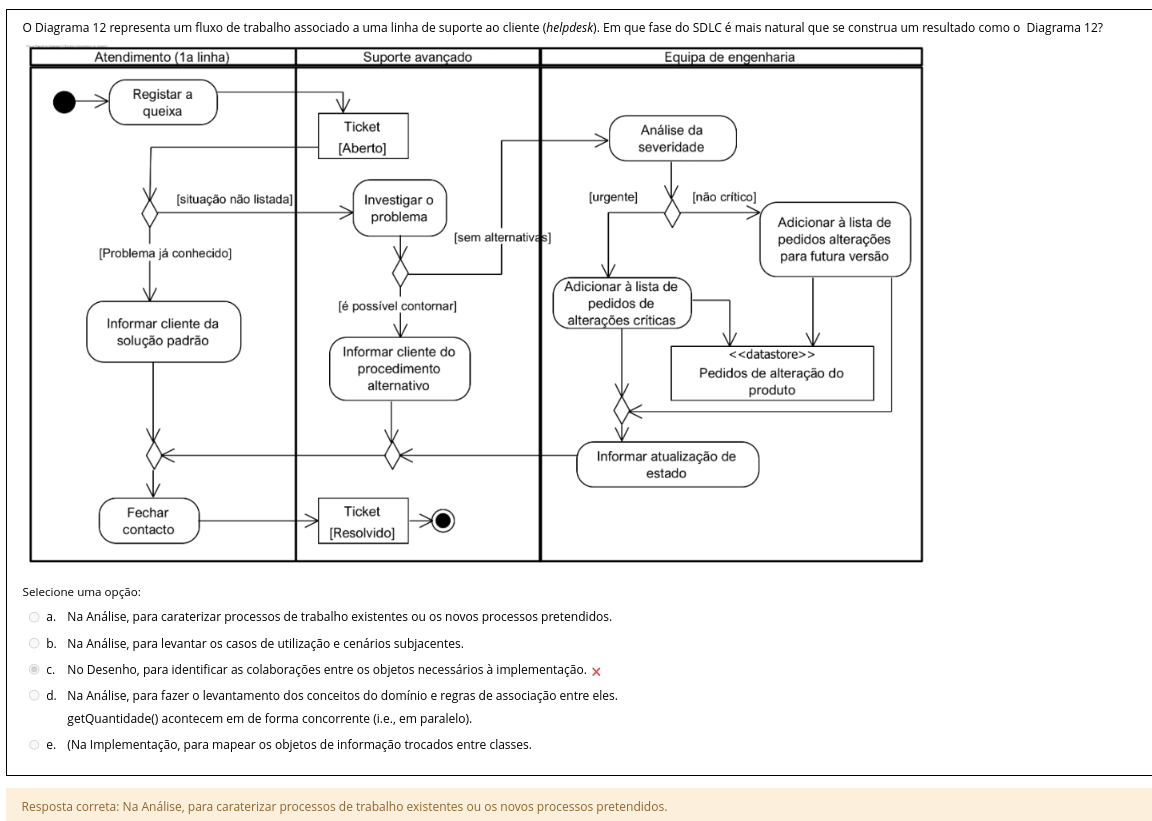 O Diagrama 12 representa um fluxo de trabalho associado a uma linha de suporte ao cliente (helpdesk). Em que fase do SDLC é mais natural que se construa um resultado como o Diagrama 12?
Atendimento (1a linha)
Suporte avançado
Equipa de engenharia
Registar a
queixa
Ticket
[Aberto]
Análise da
severidade
[situação não listada]
Investigar o
problema
[urgente]
[não crítico]
Adicionar à lista de
pedidos alterações
para futura versão
[sem alternativas]
[Problema já conhecido]
Adicionar à lista de
pedidos de
alterações críticas
[é possível contornar]
Informar cliente da
solução padrão
Informar cliente do
procedimento
alternativo
<<datastore>>
Pedidos de alteração do
produto
Informar atualização de
estado
Fechar
contacto
Ticket
[Resolvido]
Selecione uma opção:
a. Na Análise, para caraterizar processos de trabalho existentes ou os novos processos pretendidos.
b. Na Análise, para levantar os casos de utilização e cenários subjacentes.
c. No Desenho, para identificar as colaborações entre os objetos necessários à implementação.
d. Na Análise, para fazer o levantamento dos conceitos do domínio e regras de associação entre eles.
getQuantidade() acontecem em de forma concorrente (i.e., em paralelo).
e. (Na Implementação, para mapear os objetos de informação trocados entre classes.
Resposta correta: Na Análise, para caraterizar processos de trabalho existentes ou os novos processos pretendidos.